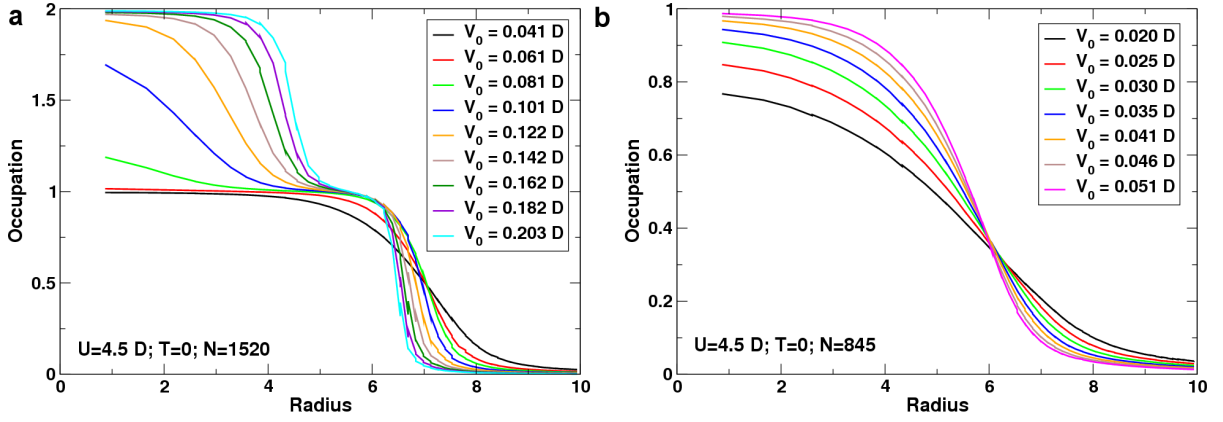 a
2
1.5
1
0.5
0
Occupation
0
2
4
6
8
10
Radius
V0 = 0.041 D
V0 = 0.061 D
V0 = 0.081 D
V0 = 0.101 D
V0 = 0.122 D
V0 = 0.142 D
V0 = 0.162 D
V0 = 0.182 D
V0 = 0.203 D
U=4.5 D; T=0; N=1520
b
1
0.8
0.6
0.4
0.2
0
Occupation
0
2
4
6
8
10
Radius
V0 = 0.020 D
V0 = 0.025 D
V0 = 0.030 D
V0 = 0.035 D
V0 = 0.041 D
V0 = 0.046 D
V0 = 0.051 D
U=4.5 D; T=0; N=845